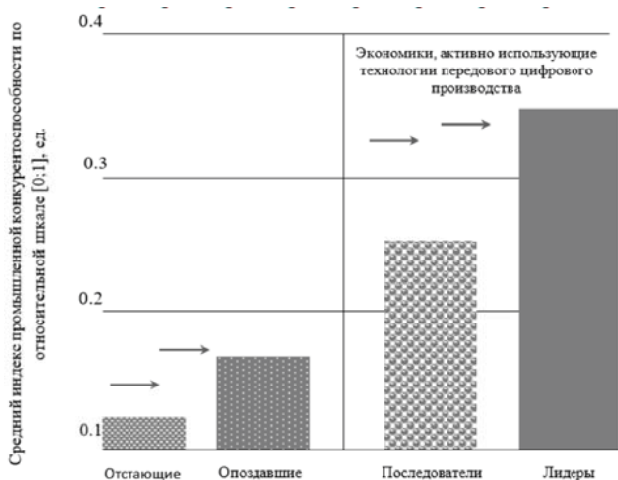 Средний индекс промышленной конкурентоспособности по
относительной шкале [0;1], ед.
0.4
Экономики, активно использующие
технологии передового цифрового
производства
0.3
0.2
0.1
Отстающие
Опоздавшие
Последователи
Лидеры